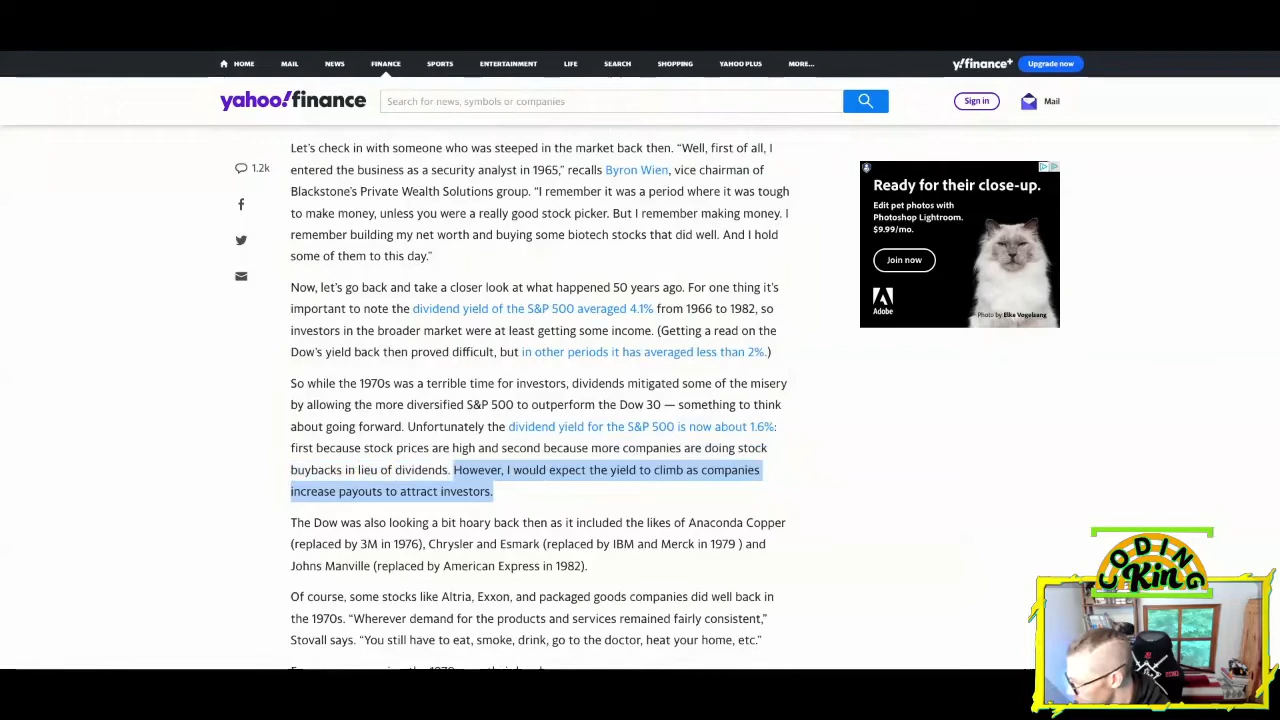 HOME MAIL NEWS FINANCE SPORTS ENTERTAINMENT LIFE SEARCH SHOPPING YAHOO PLUS MORE... y!finance+ Upgrade now
yahoo!finance Search for news, symbols or companies Sign in Mail
1.2k
Let's check in with someone who was steeped in the market back then. “Well, first of all, I
entered the business as a security analyst in 1965,” recalls Byron Wien, vice chairman of
Blackstone's Private Wealth Solutions group. “I remember it was a period where it was tough
to make money, unless you were a really good stock picker. But I remember making money. I
remember building my net worth and buying some biotech stocks that did well. And I hold
some of them to this day.”
Now, let's go back and take a closer look at what happened 50 years ago. For one thing it's
important to note the dividend yield of the S&P 500 averaged 4.1% from 1966 to 1982, so
investors in the broader market were at least getting some income. (Getting a read on the
Dow's yield back then proved difficult, but in other periods it has averaged less than 2%.)
So while the 1970s was a terrible time for investors, dividends mitigated some of the misery
by allowing the more diversified S&P 500 to outperform the Dow 30 — something to think
about going forward. Unfortunately the dividend yield for the S&P 500 is now about 1.6%:
first because stock prices are high and second because more companies are doing stock
buybacks in lieu of dividends. However, I would expect the yield to climb as companies
increase payouts to attract investors.
The Dow was also looking a bit hoary back then as it included the likes of Anaconda Copper
(replaced by 3M in 1976), Chrysler and Esmark (replaced by IBM and Merck in 1979 ) and
Johns Manville (replaced by American Express in 1982).
Of course, some stocks like Altria, Exxon, and packaged goods companies did well back in
the 1970s. “Wherever demand for the products and services remained fairly consistent,”
Stovall says. “You still have to eat, smoke, drink, go to the doctor, heat your home, etc.”
Ready for their close-up.
Edit pet photos with
Photoshop Lightroom.
$9.99/mo.
Join now
Adobe
Photo by Elke Vogelsang
CODING
KinG